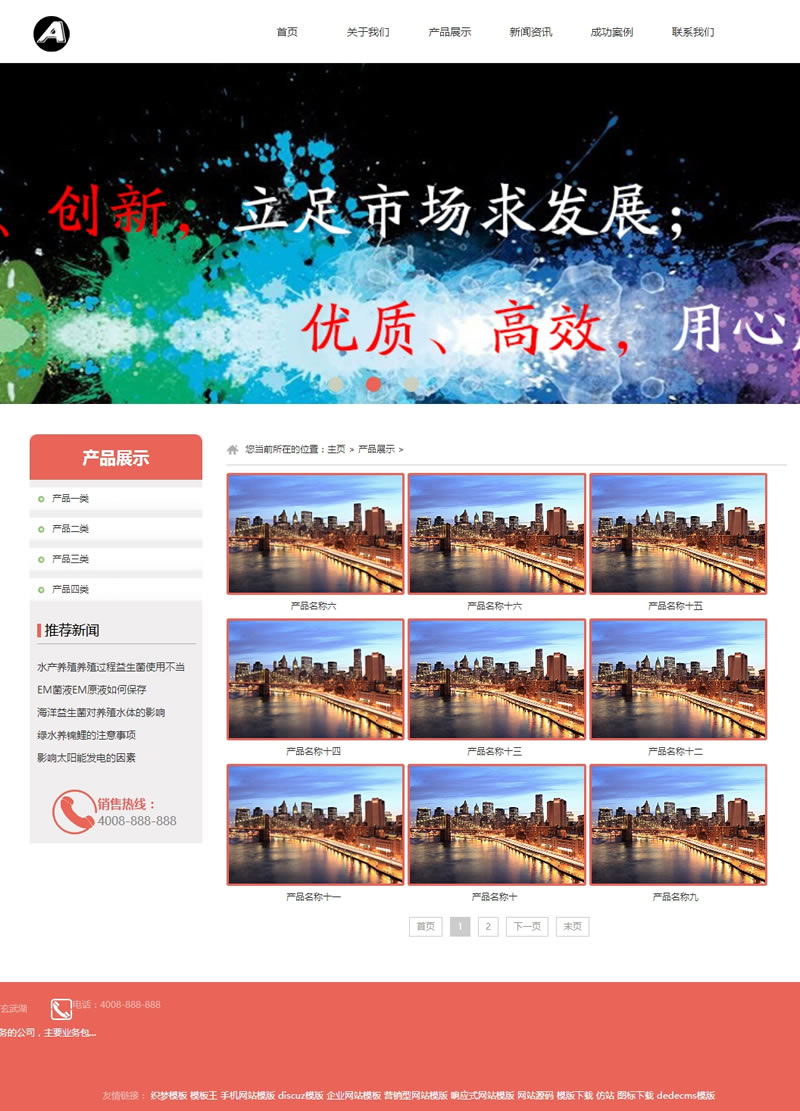 A
首页 关于我们 产品展示 新闻资讯 成功案例 联系我们
、创新，立足市场求发展；
优质、高效，用心
产品展示
产品一类
产品二类
产品三类
产品四类
推荐新闻
水产养殖养殖过程益生菌使用不当
EM菌液EM原液如何保存
海洋益生菌对养殖水体的影响
绿水养锦鲤的注意事项
影响太阳能发电的因素
销售热线：
4008-888-888
您当前所在的位置：主页 » 产品展示 »
产品名称六 产品名称十六 产品名称十五
产品名称十四 产品名称十三 产品名称十二
产品名称十一 产品名称十 产品名称九
首页 1 2 下一页 末页
玄武湖 电话：4008-888-888
务的公司，主要业务包...
友情链接： 织梦模板 模板王 手机网站模版 discuz模版 企业网站模板 营销型网站模版 响应式网站模版 网站源码 模版下载 仿站 图标下载 dedecms模版